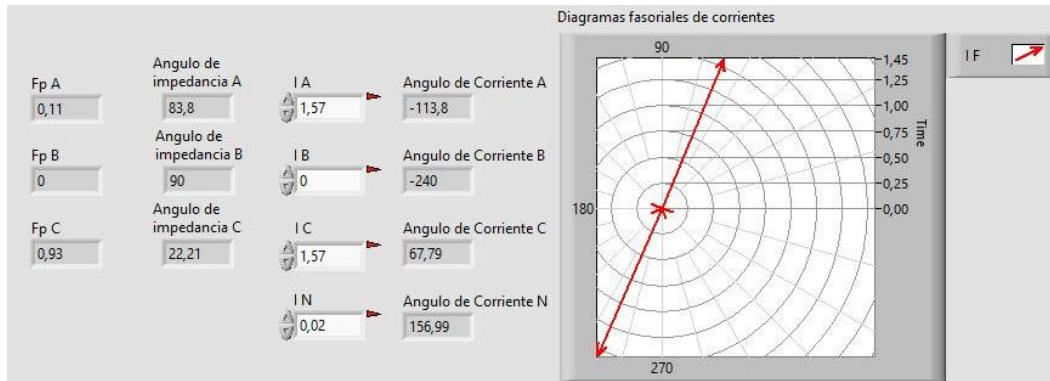 Diagramas fasoriales de corrientes
Fp A
0,11
Angulo de
impedancia A
83,8
I A
1,57
Angulo de Corriente A
-113,8
Fp B
0
Angulo de
impedancia B
90
I B
0
Angulo de Corriente B
-240
Fp C
0,93
Angulo de
impedancia C
22,21
I C
1,57
Angulo de Corriente C
67,79
I N
0,02
Angulo de Corriente N
156,99
90
180
270
1,45
1,25
1,00
0,75
0,50
0,25
0,00
Time
I F